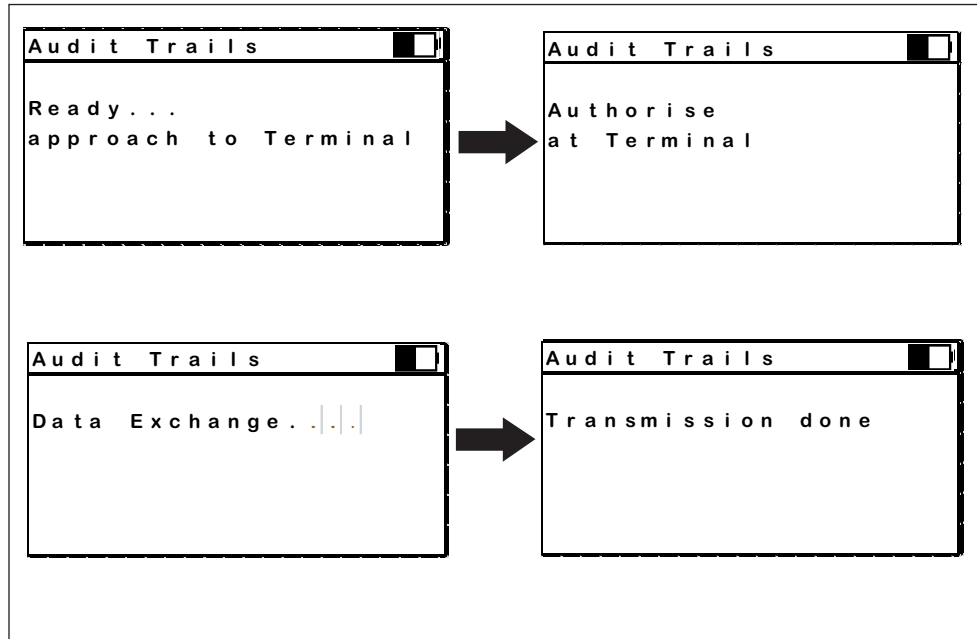 Audit Trails
Ready...
approach to Terminal
Audit Trails
Authorise
at Terminal
Audit Trails
Data Exchange....
Audit Trails
Transmission done